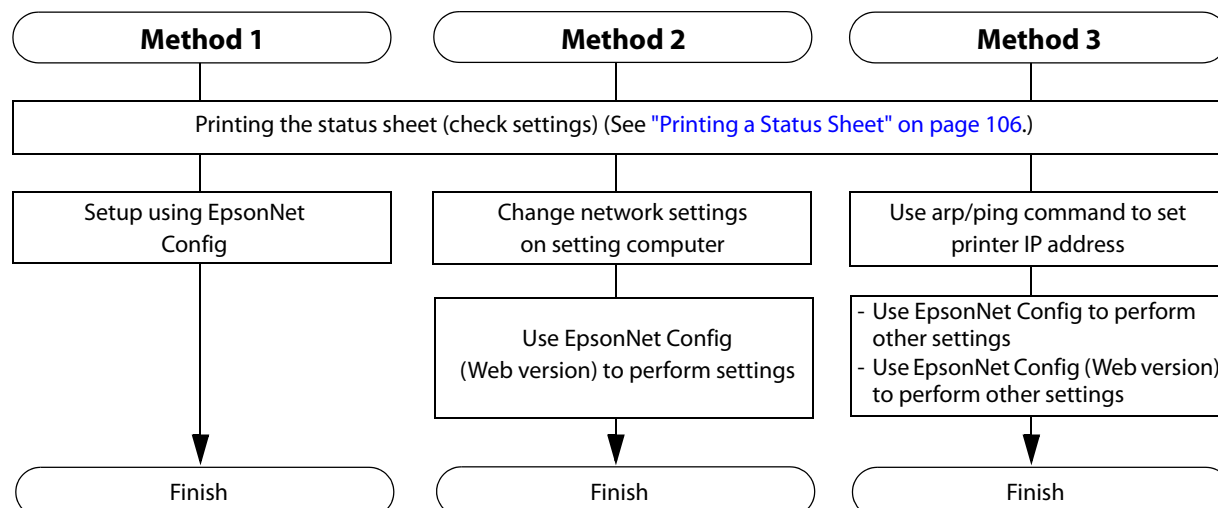 Method 1
Method 2
Method 3
Printing the status sheet (check settings) (See "Printing a Status Sheet" on page 106.)
Setup using EpsonNet
Config
Change network settings
on setting computer
Use arp/ping command to set
printer IP address
Use EpsonNet Config
(Web version) to perform settings
- Use EpsonNet Config to perform
other settings
- Use EpsonNet Config (Web version)
to perform other settings
Finish
Finish
Finish